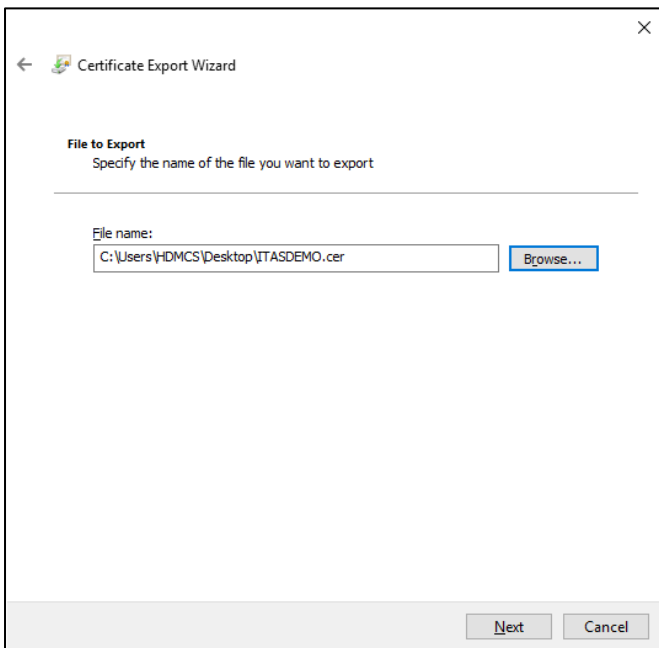 Certificate Export Wizard
File to Export
Specify the name of the file you want to export
File name:
C:\Users\HDMCS\Desktop\ITASDEMO.cer
Browse...
Next
Cancel